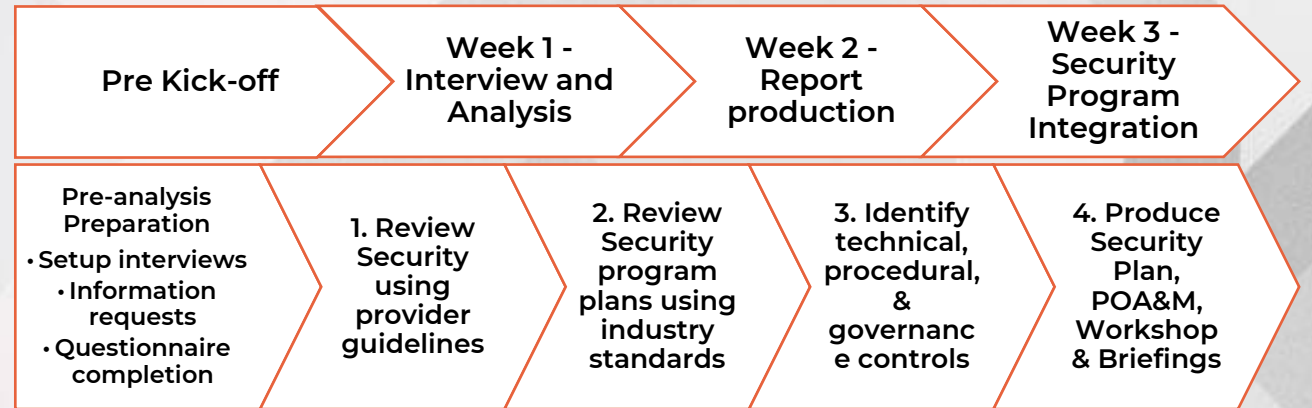 Pre Kick-off
Week 1 -
Interview and
Analysis
Week 2 -
Report
production
Week 3 -
Security
Program
Integration
Pre-analysis
Preparation
• Setup interviews
• Information
requests
• Questionnaire
completion
1. Review
Security
using
provider
guidelines
2. Review
Security
program
plans using
industry
standards
3. Identify
technical,
procedural,
&
governanc
e controls
4. Produce
Security
Plan,
POA&M,
Workshop
& Briefings